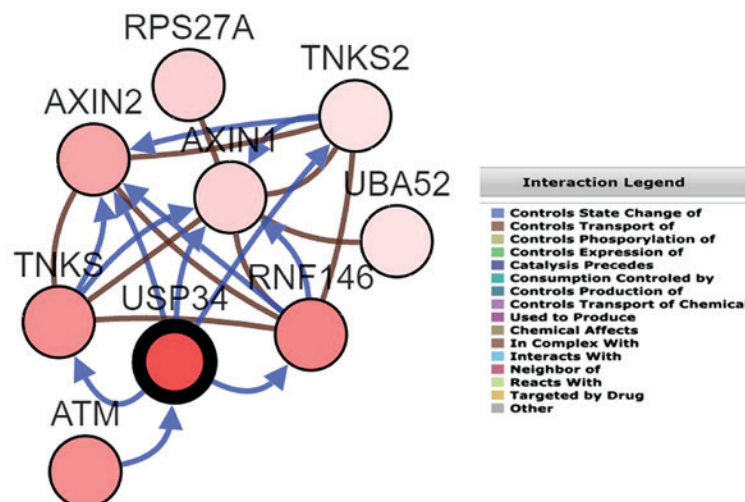 RPS27A
TNKS2
AXIN2
AXIN1
UBA52
TNKS
RNF146
USP34
ATM
Interaction Legend
Controls State Change of
Controls Transport of
Controls Phosporylation of
Controls Expression of
Catalysis Precedes
Consumption Controled by
Controls Production of
Controls Transport of Chemical
Used to Produce
Chemical Affects
In Complex With
Interacts With
Neighbor of
Reacts With
Targeted by Drug
Other